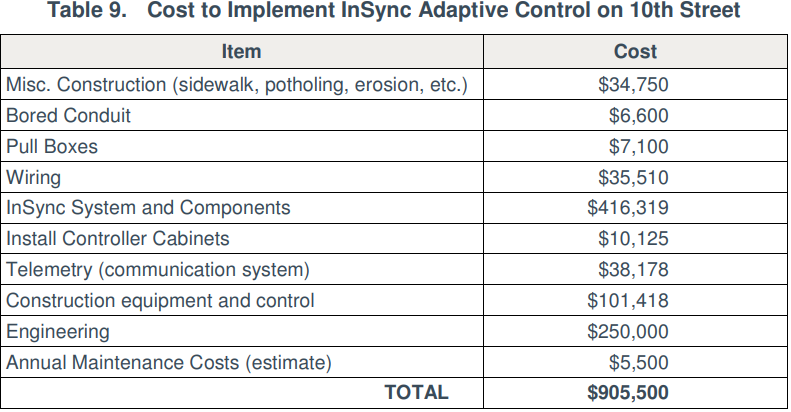 Table 9. Cost to Implement InSync Adaptive Control on 10th Street
Item Cost
Misc. Construction (sidewalk, potholing, erosion, etc.) $34,750
Bored Conduit $6,600
Pull Boxes $7,100
Wiring $35,510
InSync System and Components $416,319
Install Controller Cabinets $10,125
Telemetry (communication system) $38,178
Construction equipment and control $101,418
Engineering $250,000
Annual Maintenance Costs (estimate) $5,500
TOTAL $905,500